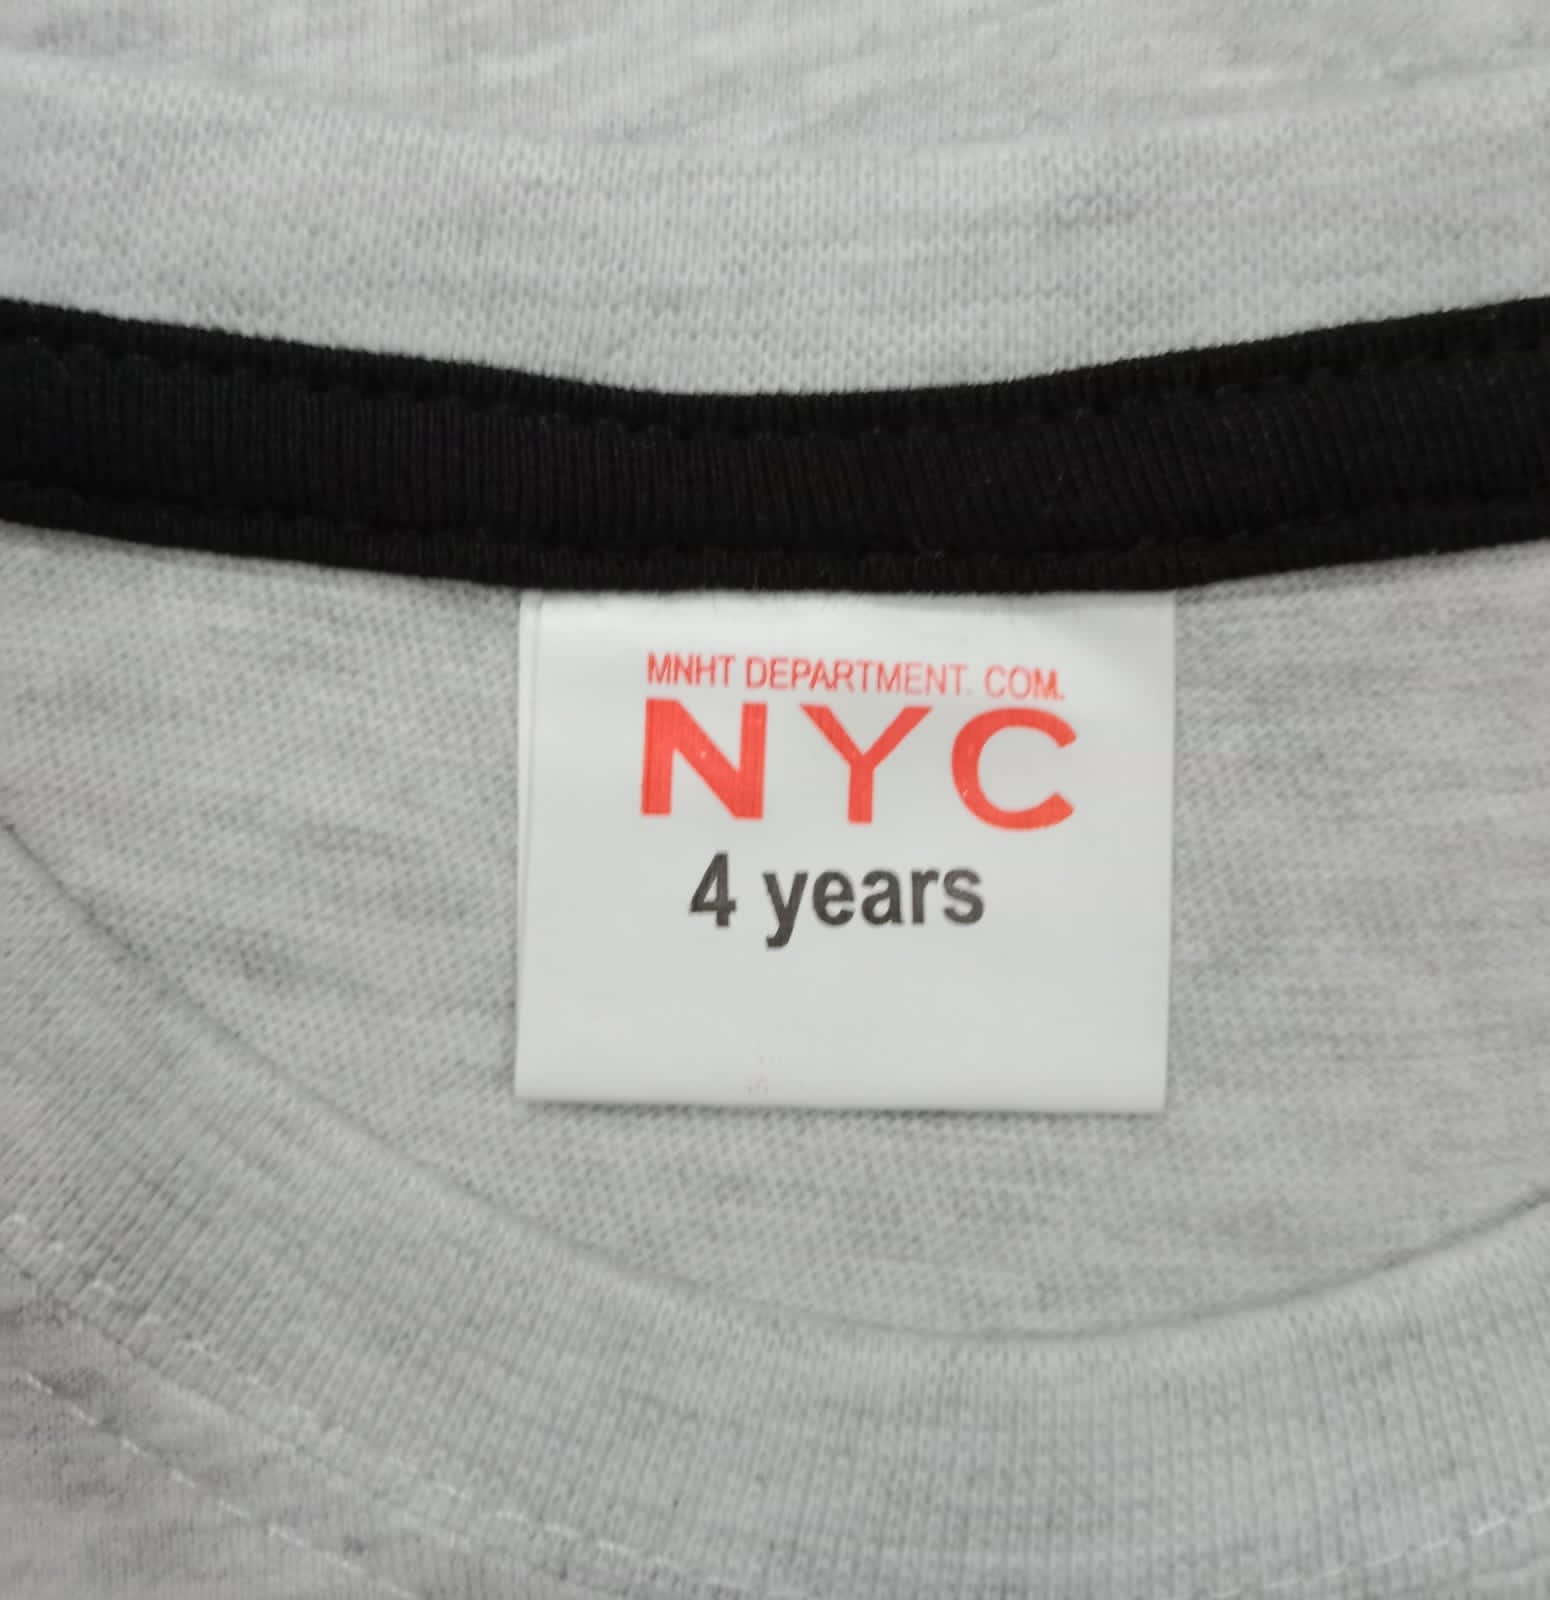 MNHT DEPARTMENT. COM.
NYC
4 years